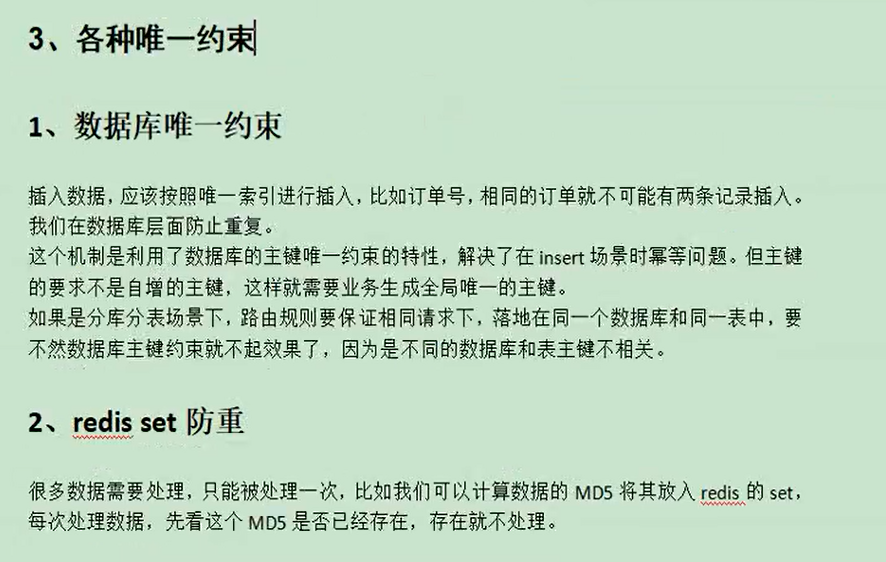 3、各种唯一约束
1、数据库唯一约束
插入数据，应该按照唯一索引进行插入，比如订单号，相同的订单就不可能有两条记录插入。
我们在数据库层面防止重复。
这个机制是利用了数据库的主键唯一约束的特性，解决了在 insert 场景时幂等问题。但主键
的要求不是自增的主键，这样就需要业务生成全局唯一的主键。
如果是分库分表场景下，路由规则要保证相同请求下，落地在同一个数据库和同一表中，要
不然数据库主键约束就不起效果了，因为是不同的数据库和表主键不相关。
2、redis set 防重
很多数据需要处理，只能被处理一次，比如我们可以计算数据的 MD5 将其放入 redis 的 set，
每次处理数据，先看这个 MD5 是否已经存在，存在就不处理。